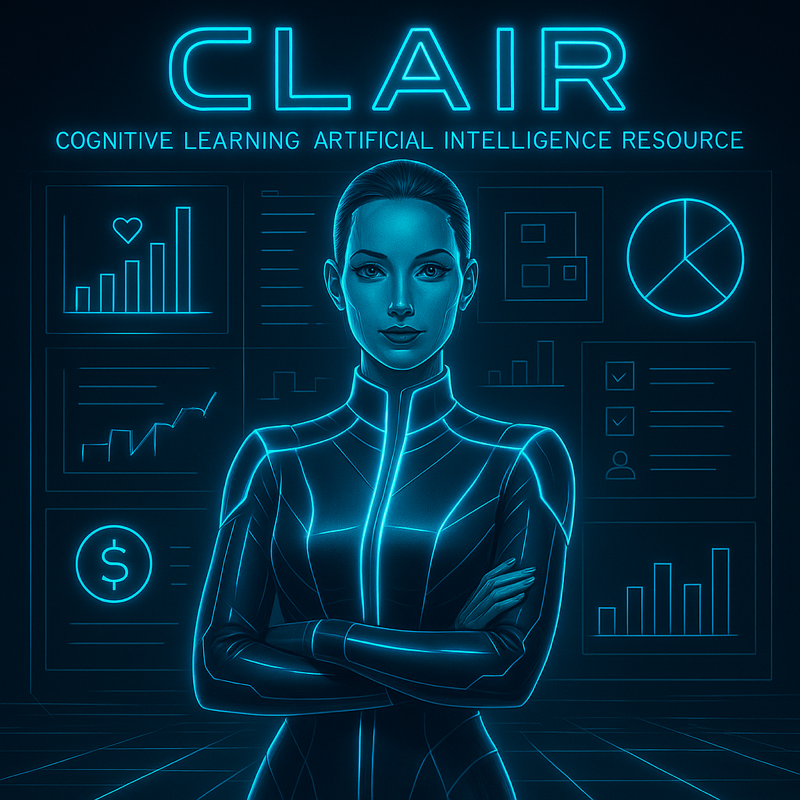 CLAIR
COGNITIVE LEARNING ARTIFICIAL INTELLIGENCE RESOURCE
$